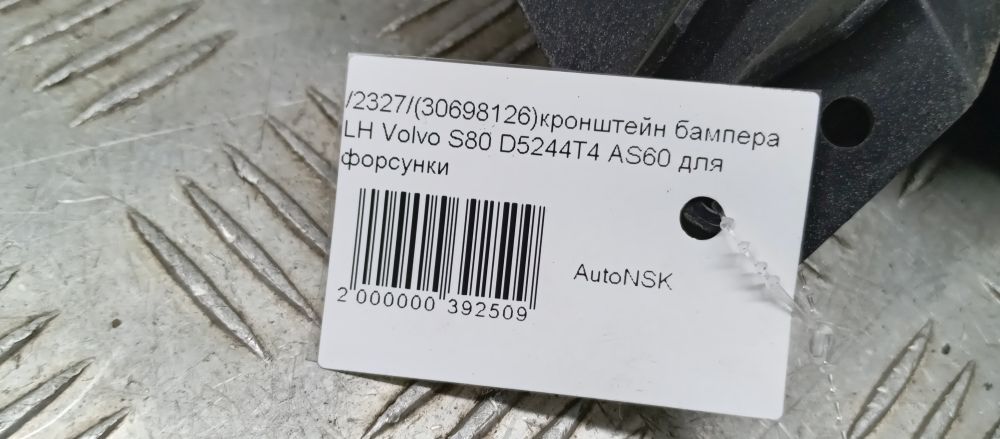 /2327/(30698126)кронштейн бампера
LH Volvo S80 D5244T4 AS60 для
форсунки
AutoNSK
2 000000 392509